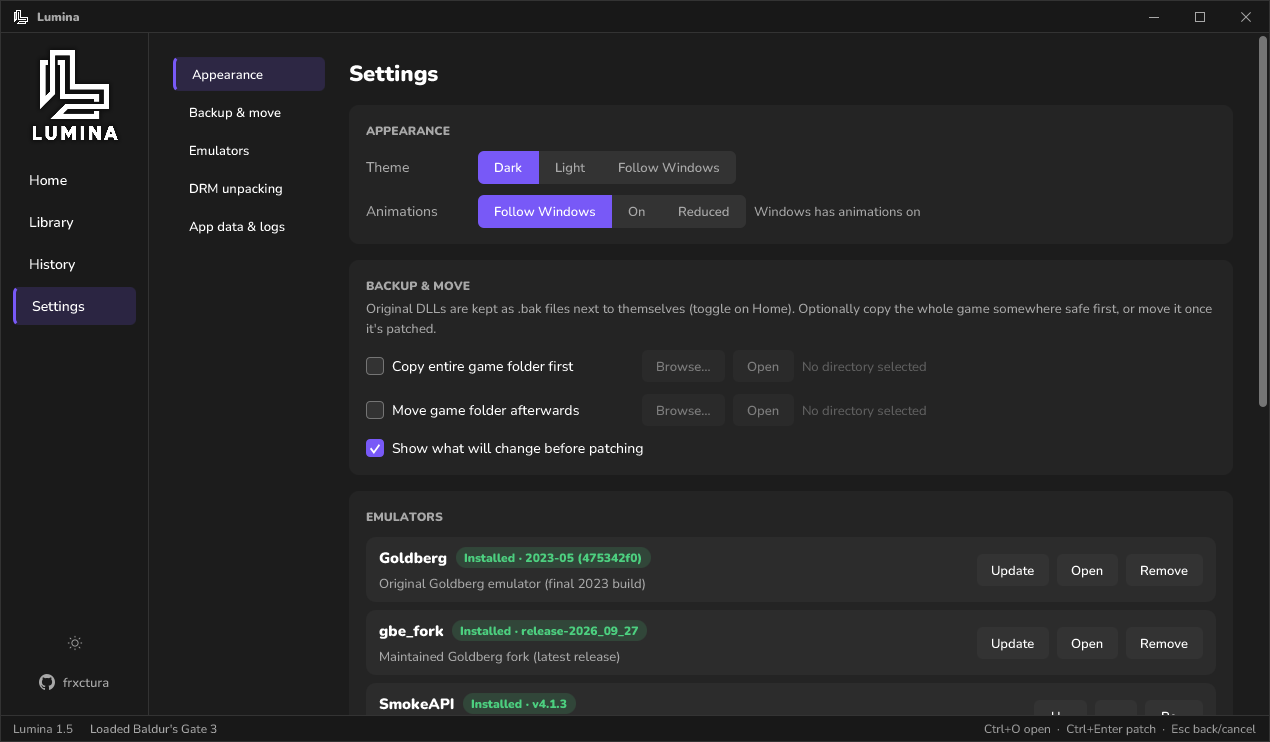 Lumina
LUMINA
Home
Library
History
Settings
frxctura
Appearance
Backup & move
Emulators
DRM unpacking
App data & logs
Settings
APPEARANCE
Theme Dark Light Follow Windows
Animations Follow Windows On Reduced Windows has animations on
BACKUP & MOVE
Original DLLs are kept as .bak files next to themselves (toggle on Home). Optionally copy the whole game somewhere safe first, or move it once
it's patched.
Copy entire game folder first Browse... Open No directory selected
Move game folder afterwards Browse... Open No directory selected
Show what will change before patching
EMULATORS
Goldberg Installed · 2023-05 (475342f0)
Original Goldberg emulator (final 2023 build)
Update Open Remove
gbe_fork Installed · release-2026_09_27
Maintained Goldberg fork (latest release)
Update Open Remove
SmokeAPI Installed · v4.1.3
Lumina 1.5 Loaded Baldur's Gate 3
Ctrl+O open · Ctrl+Enter patch · Esc back/cancel